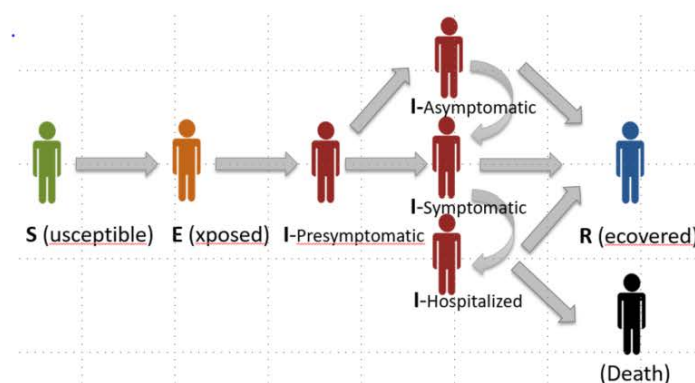 I-Asymptomatic
I-Symptomatic
S (usceptible)
E (xposed)
I-Presymptomatic
R (ecovered)
I-Hospitalized
(Death)